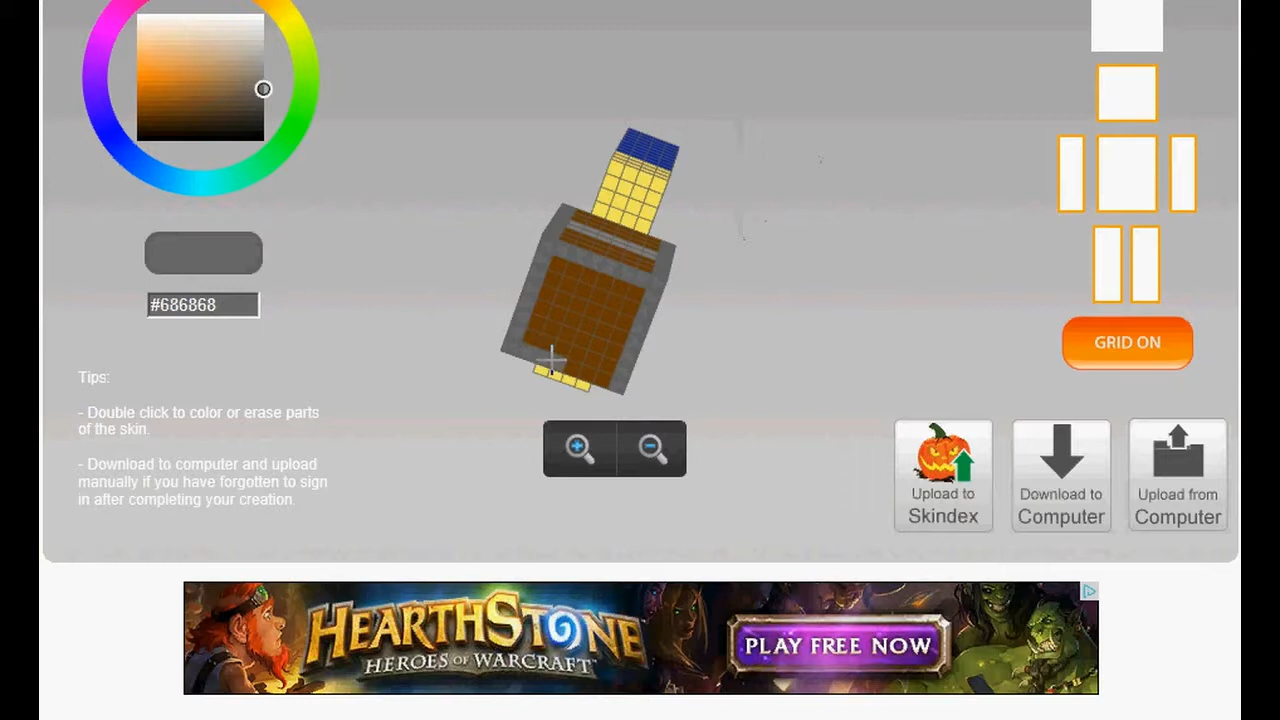 #686868
Tips:
- Double click to color or erase parts
of the skin.
- Download to computer and upload
manually if you have forgotten to sign
in after completing your creation.
GRID ON
Upload to
Skindex
Download to
Computer
Upload from
Computer
HEARTHSTONE
HEROES OF WARCRAFT™
PLAY FREE NOW